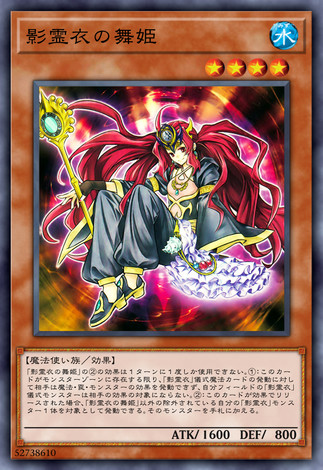 影霊衣の舞姫
水
【魔法使い族／効果】
「影霊衣の舞姫」の②の効果は１ターンに１度しか使用できない。①：このカー
ドがモンスターゾーンに存在する限り、「影霊衣」儀式魔法カードの発動に対し
て相手は魔法・罠・モンスターの効果を発動できず、自分フィールドの「影霊衣」儀
式モンスターは相手の効果の対象にならない。②：このカードが効果でリリ
ースされた場合、「影霊衣の舞姫」以外の除外されている自分の「影霊衣」モンス
ター１体を対象として発動できる。そのモンスターを手札に加える。
ATK/ 1600 DEF/ 800
52738610